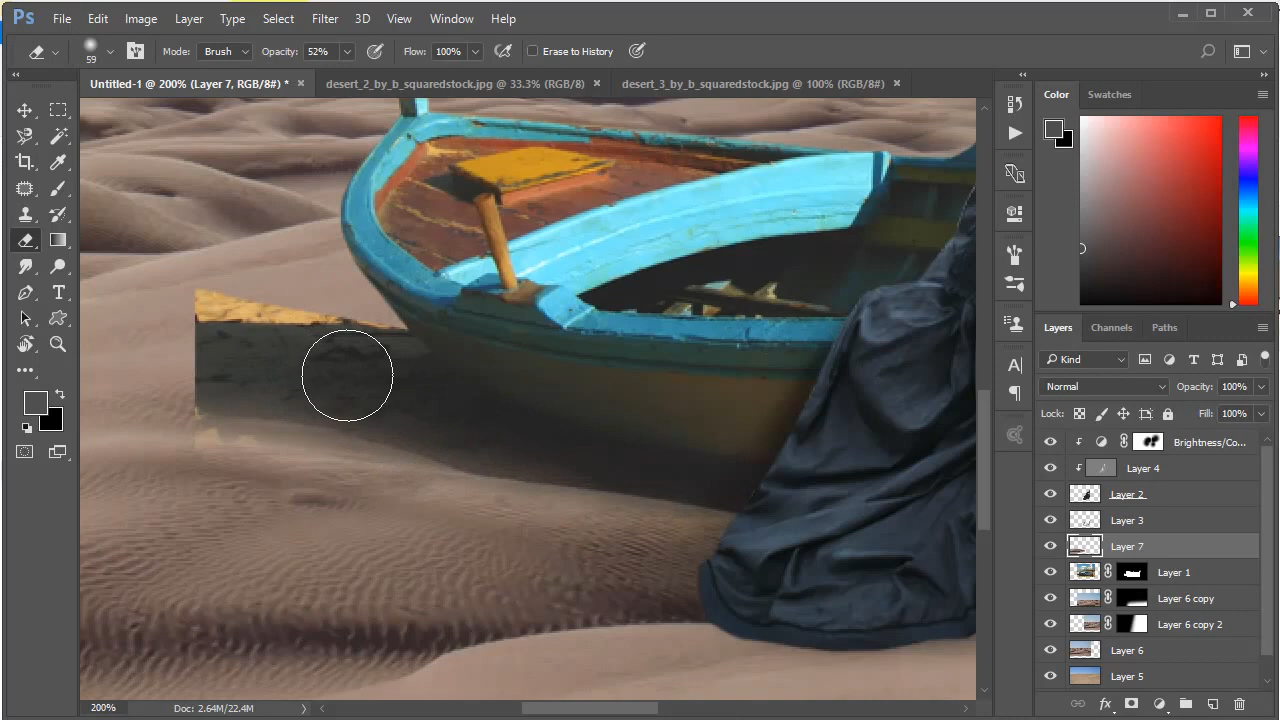 Ps File Edit Image Layer Type Select Filter 3D View Window Help
59 Mode: Brush Opacity: 52% Flow: 100% Erase to History
Untitled-1 @ 200% (Layer 7, RGB/8#) * × desert_2_by_b_squaredstock.jpg @ 33.3% (RGB/8) × desert_3_by_b_squaredstock.jpg @ 100% (RGB/8#) ×
Color Swatches
Layers Channels Paths
Kind
Normal Opacity: 100%
Lock: Fill: 100%
Brightness/Co...
Layer 4
Layer 2
Layer 3
Layer 7
Layer 1
Layer 6 copy
Layer 6 copy 2
Layer 6
Layer 5
fx
200% Doc: 2.64M/22.4M